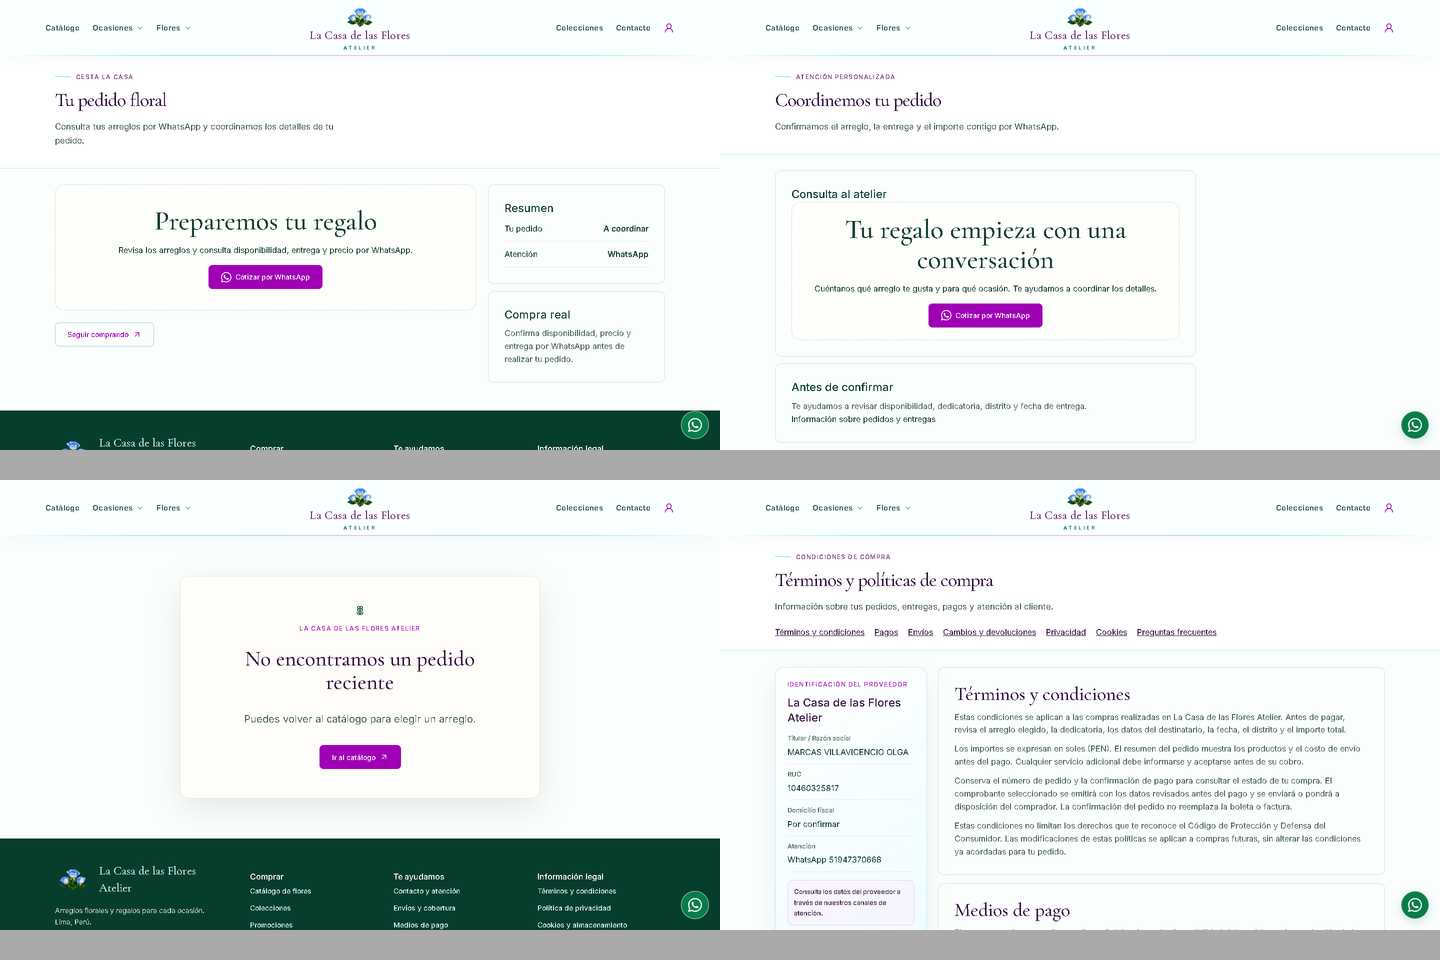 Catálogo Ocasiones Flores La Casa de las Flores ATELIER Colecciones Contacto
CESTA LA CASA
Tu pedido floral
Consulta tus arreglos por WhatsApp y coordinamos los detalles de tu
pedido.
Preparemos tu regalo
Revisa los arreglos y consulta disponibilidad, entrega y precio por WhatsApp.
Cotizar por WhatsApp
Seguir comprando
Resumen
Tu pedido A coordinar
Atención WhatsApp
Compra real
Confirma disponibilidad, precio y
entrega por WhatsApp antes de
realizar tu pedido.
La Casa de las Flores
Comprar Te ayudamos Información legal
Catálogo Ocasiones Flores La Casa de las Flores ATELIER Colecciones Contacto
ATENCIÓN PERSONALIZADA
Coordinemos tu pedido
Confirmamos el arreglo, la entrega y el importe contigo por WhatsApp.
Consulta al atelier
Tu regalo empieza con una
conversación
Cuéntanos qué arreglo te gusta y para qué ocasión. Te ayudamos a coordinar los detalles.
Cotizar por WhatsApp
Antes de confirmar
Te ayudamos a revisar disponibilidad, dedicatoria, distrito y fecha de entrega.
Información sobre pedidos y entregas
Catálogo Ocasiones Flores La Casa de las Flores ATELIER Colecciones Contacto
LA CASA DE LAS FLORES ATELIER
No encontramos un pedido
reciente
Puedes volver al catálogo para elegir un arreglo.
Ir al catálogo
La Casa de las Flores
Atelier
Arreglos florales y regalos para cada ocasión.
Lima, Perú.
Comprar
Catálogo de flores
Colecciones
Promociones
Te ayudamos
Contacto y atención
Envíos y cobertura
Medios de pago
Información legal
Términos y condiciones
Política de privacidad
Cookies y almacenamiento
Catálogo Ocasiones Flores La Casa de las Flores ATELIER Colecciones Contacto
CONDICIONES DE COMPRA
Términos y políticas de compra
Información sobre tus pedidos, entregas, pagos y atención al cliente.
Términos y condiciones Pagos Envíos Cambios y devoluciones Privacidad Cookies Preguntas frecuentes
IDENTIFICACIÓN DEL PROVEEDOR
La Casa de las Flores
Atelier
Titular / Razón social
MARCAS VILLAVICENCIO OLGA
RUC
10460325817
Domicilio fiscal
Por confirmar
Atención
WhatsApp 51947370668
Consulta los datos del proveedor a
través de nuestros canales de
atención.
Términos y condiciones
Estas condiciones se aplican a las compras realizadas en La Casa de las Flores Atelier. Antes de pagar,
revisa el arreglo elegido, la dedicatoria, los datos del destinatario, la fecha, el distrito y el importe total.
Los importes se expresan en soles (PEN). El resumen del pedido muestra los productos y el costo de envío
antes del pago. Cualquier servicio adicional debe informarse y aceptarse antes de su cobro.
Conserva el número de pedido y la confirmación de pago para consultar el estado de tu compra. El
comprobante seleccionado se emitirá con los datos revisados antes del pago y se enviará o pondrá a
disposición del comprador. La confirmación del pedido no reemplaza la boleta o factura.
Estas condiciones no limitan los derechos que te reconoce el Código de Protección y Defensa del
Consumidor. Las modificaciones de estas políticas se aplican a compras futuras, sin alterar las condiciones
ya acordadas para tu pedido.
Medios de pago